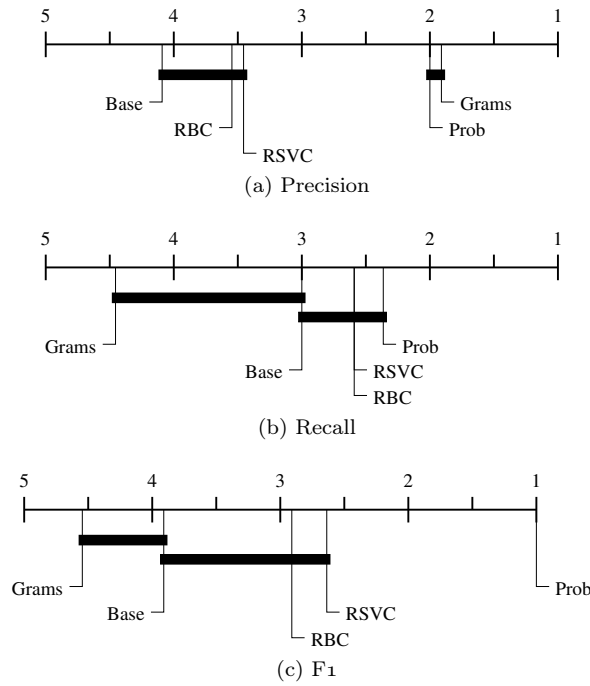 5 4 3 2 1
Base Grams
RBC Prob
RSVC
(a) Precision
5 4 3 2 1
Grams Prob
Base RSVC
RBC
(b) Recall
5 4 3 2 1
Grams Prob
Base RSVC
RBC
(c) F1